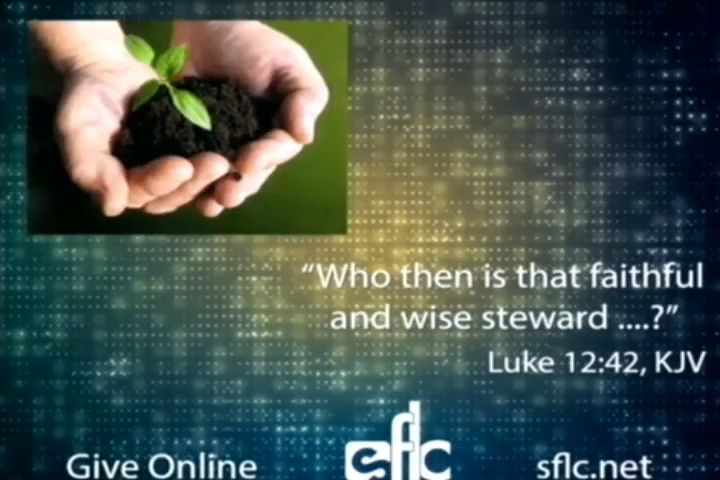 “Who then is that faithful
and wise steward ....?”
Luke 12:42, KJV
Give Online
sflc
sflc.net